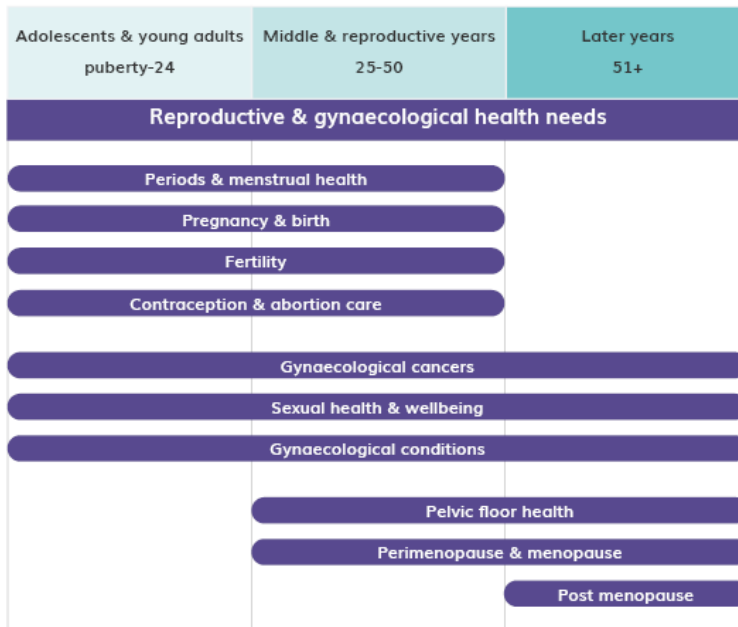 Adolescents & young adults
puberty-24
Middle & reproductive years
25-50
Later years
51+
Reproductive & gynaecological health needs
Periods & menstrual health
Pregnancy & birth
Fertility
Contraception & abortion care
Gynaecological cancers
Sexual health & wellbeing
Gynaecological conditions
Pelvic floor health
Perimenopause & menopause
Post menopause